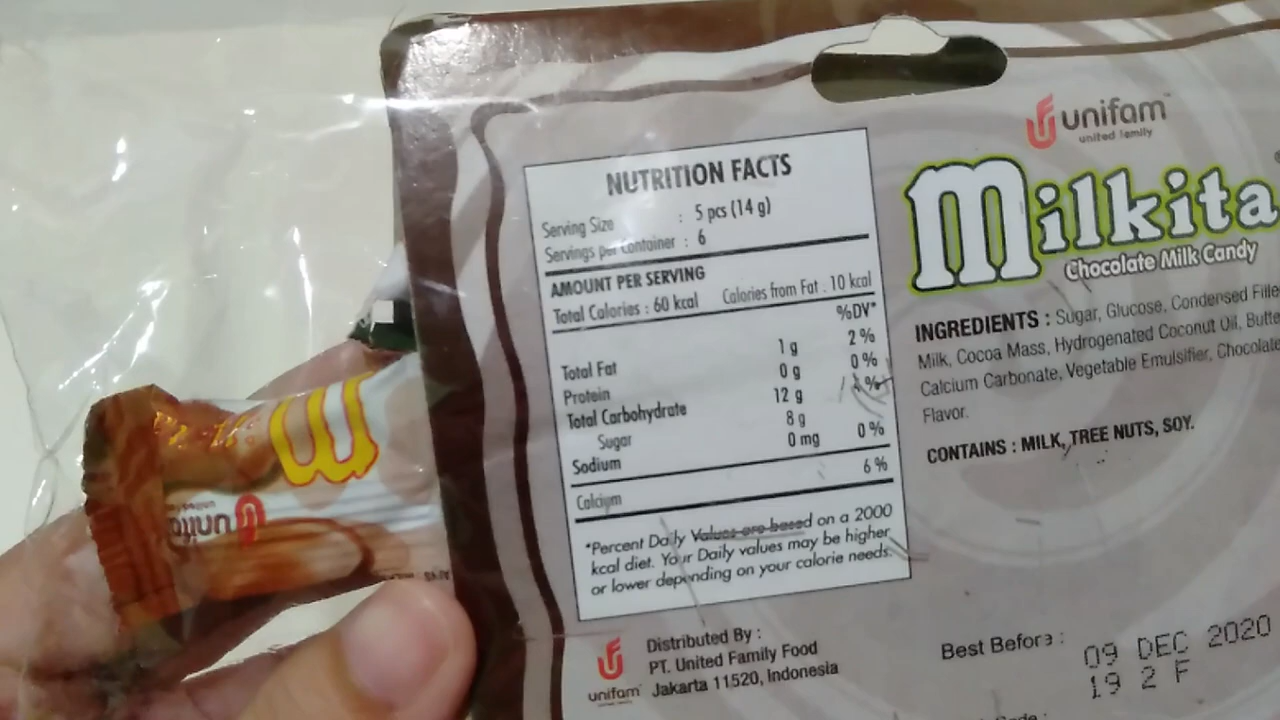 unifam™
united family
Milkita
Chocolate Milk Candy
NUTRITION FACTS
Serving Size : 5 pcs (14 g)
Servings per Container : 6
AMOUNT PER SERVING
Total Calories : 60 kcal Calories from Fat : 10 kcal
%DV*
Total Fat 1 g 2 %
Protein 0 g 0 %
Total Carbohydrate 12 g %
Sugar 8 g
Sodium 0 mg 0 %
Calcium 6 %
*Percent Daily Values are based on a 2000
kcal diet. Your Daily values may be higher
or lower depending on your calorie needs.
INGREDIENTS : Sugar, Glucose, Condensed Fille
Milk, Cocoa Mass, Hydrogenated Coconut Oil, Butte
Calcium Carbonate, Vegetable Emulsifier, Chocolate
Flavor.
CONTAINS : MILK, TREE NUTS, SOY.
Distributed By :
PT. United Family Food
Jakarta 11520, Indonesia
unifam
Best Before : 09 DEC 2020
19 2 F